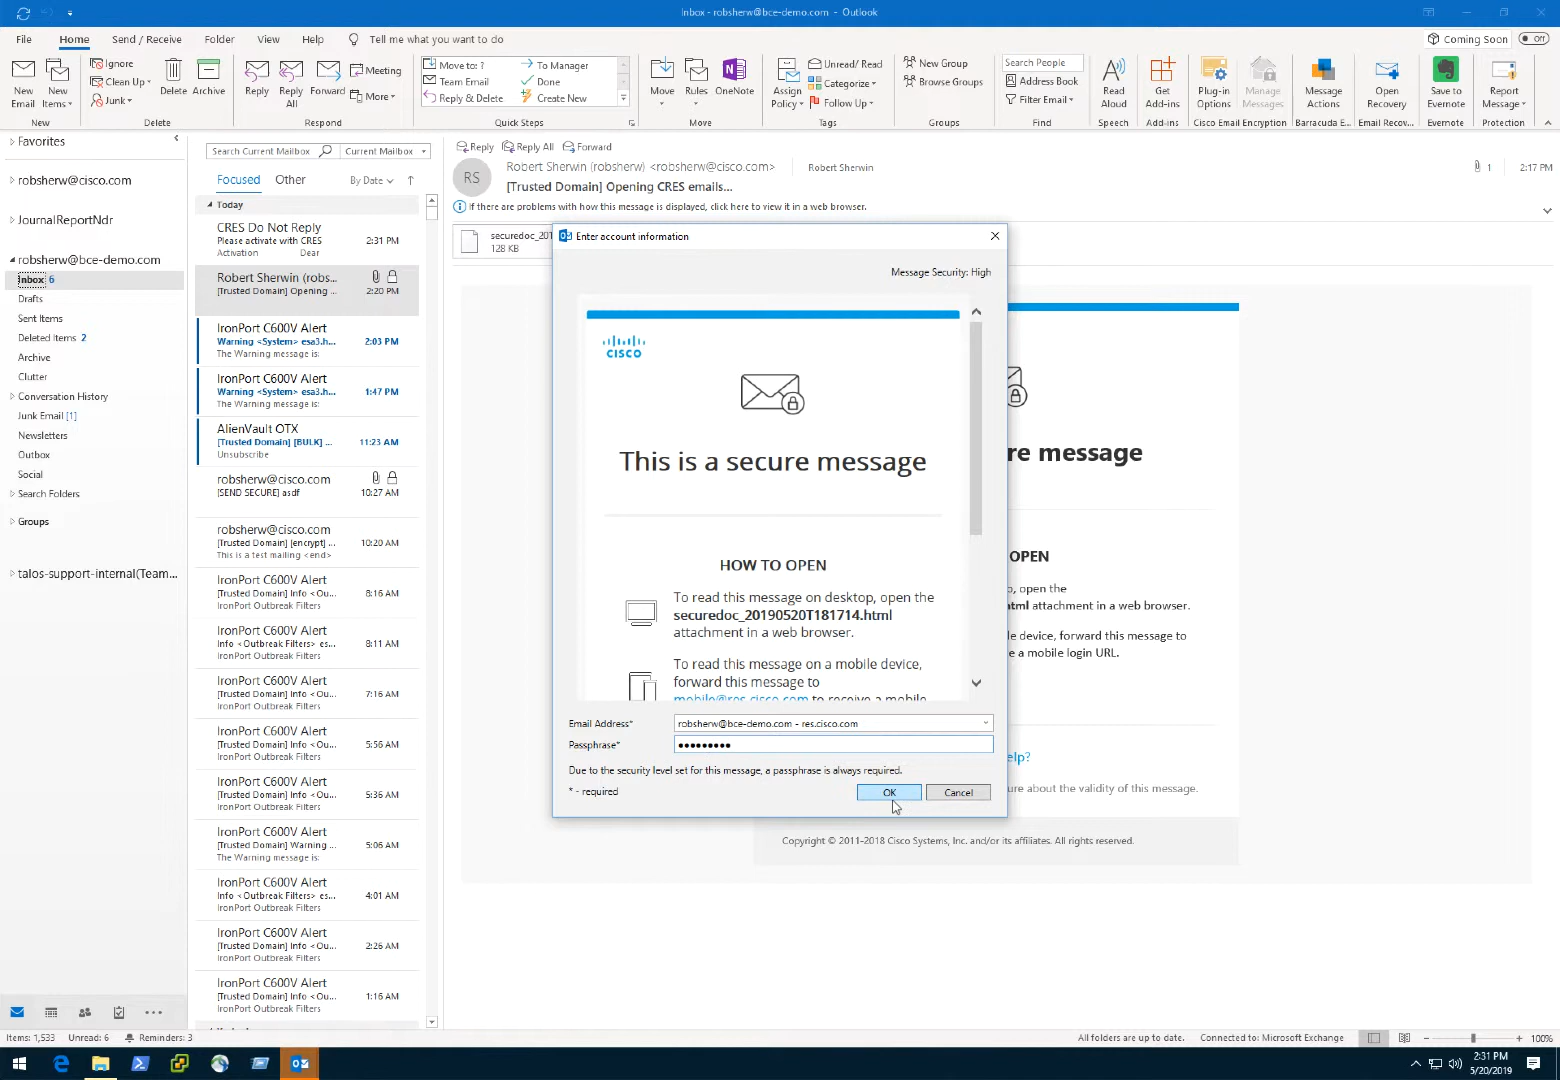 Inbox - robsherw@bce-demo.com - Outlook
File Home Send / Receive Folder View Help Tell me what you want to do
Coming Soon Off
New Email
New Items
New
Ignore
Clean Up
Junk
Delete
Archive
Delete
Reply
Reply All
Forward
Meeting
More
Respond
Move to: ?
Team Email
Reply & Delete
To Manager
Done
Create New
Quick Steps
Move
Rules
OneNote
Move
Assign Policy
Unread/ Read
Categorize
Follow Up
Tags
New Group
Browse Groups
Groups
Search People
Address Book
Filter Email
Find
Read Aloud
Speech
Get Add-ins
Add-ins
Plug-in Options
Manage Messages
Cisco Email Encryption
Message Actions
Barracuda E...
Open Recovery
Email Recov...
Save to Evernote
Evernote
Report Message
Protection
Favorites
robsherw@cisco.com
JournalReportNdr
robsherw@bce-demo.com
Inbox 6
Drafts
Sent Items
Deleted Items 2
Archive
Clutter
Conversation History
Junk Email [1]
Newsletters
Outbox
Social
Search Folders
Groups
talos-support-internal(Team...
Search Current Mailbox Current Mailbox
Focused Other By Date
Today
CRES Do Not Reply
Please activate with CRES 2:31 PM
Activation Dear
Robert Sherwin (robs...
[Trusted Domain] Opening ... 2:20 PM
IronPort C600V Alert
Warning <System> esa3.h... 2:03 PM
The Warning message is:
IronPort C600V Alert
Warning <System> esa3.h... 1:47 PM
The Warning message is:
AlienVault OTX
[Trusted Domain] [BULK] ... 11:23 AM
Unsubscribe
robsherw@cisco.com
[SEND SECURE] asdf 10:27 AM
robsherw@cisco.com
[Trusted Domain] [encrypt] ... 10:20 AM
This is a test mailing <end>
IronPort C600V Alert
[Trusted Domain] Info <Ou... 8:16 AM
IronPort Outbreak Filters
IronPort C600V Alert
Info <Outbreak Filters> es... 8:11 AM
IronPort Outbreak Filters
IronPort C600V Alert
[Trusted Domain] Info <Ou... 7:16 AM
IronPort Outbreak Filters
IronPort C600V Alert
[Trusted Domain] Info <Ou... 5:56 AM
IronPort Outbreak Filters
IronPort C600V Alert
[Trusted Domain] Info <Ou... 5:36 AM
IronPort Outbreak Filters
IronPort C600V Alert
[Trusted Domain] Warning ... 5:06 AM
The Warning message is:
IronPort C600V Alert
Info <Outbreak Filters> es... 4:01 AM
IronPort Outbreak Filters
IronPort C600V Alert
[Trusted Domain] Info <Ou... 2:26 AM
IronPort Outbreak Filters
IronPort C600V Alert
[Trusted Domain] Info <Ou... 1:16 AM
IronPort Outbreak Filters
Reply Reply All Forward
RS
Robert Sherwin (robsherw) <robsherw@cisco.com> Robert Sherwin 1 2:17 PM
[Trusted Domain] Opening CRES emails...
If there are problems with how this message is displayed, click here to view it in a web browser.
securedoc_201
128 KB
Enter account information
Message Security: High
CISCO
This is a secure message
HOW TO OPEN
To read this message on desktop, open the
securedoc_20190520T181714.html
attachment in a web browser.
To read this message on a mobile device,
forward this message to
mobile@res.cisco.com to receive a mobile
Email Address* robsherw@bce-demo.com - res.cisco.com
Passphrase* ●●●●●●●●●
Due to the security level set for this message, a passphrase is always required.
* - required
OK Cancel
re message
OPEN
, open the
tml attachment in a web browser.
le device, forward this message to
e a mobile login URL.
elp?
ure about the validity of this message.
Copyright © 2011-2018 Cisco Systems, Inc. and/or its affiliates. All rights reserved.
Items: 1,533 Unread: 6 Reminders: 3 All folders are up to date. Connected to: Microsoft Exchange 100%
2:31 PM
5/20/2019